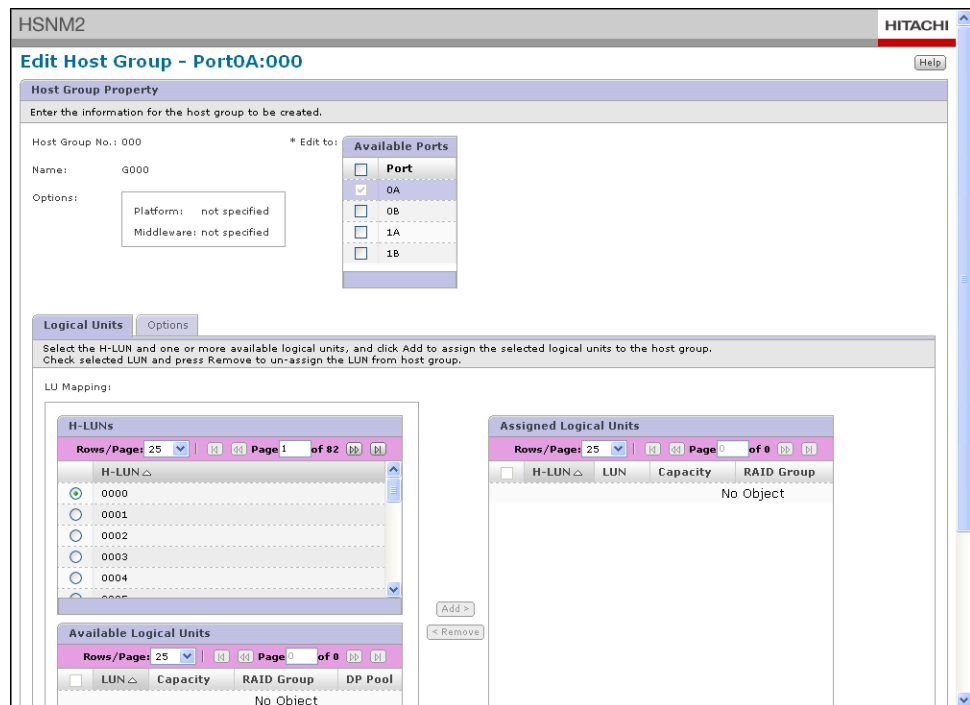 HSNM2
HITACHI
Edit Host Group - Port0A:000
Help
Host Group Property
Enter the information for the host group to be created.
Host Group No.: 000
* Edit to:
Available Ports
Port
Name: G000
0A
Options:
Platform: not specified
0B
Middleware: not specified
1A
1B
Logical Units
Options
Select the H-LUN and one or more available logical units, and click Add to assign the selected logical units to the host group.
Check selected LUN and press Remove to un-assign the LUN from host group.
LU Mapping:
H-LUNs
Rows/Page: 25 Page 1 of 82
H-LUN
0000
0001
0002
0003
0004
0005
Add >
< Remove
Assigned Logical Units
Rows/Page: 25 Page 0 of 0
H-LUN LUN Capacity RAID Group
No Object
Available Logical Units
Rows/Page: 25 Page 0 of 0
LUN Capacity RAID Group DP Pool
No Object